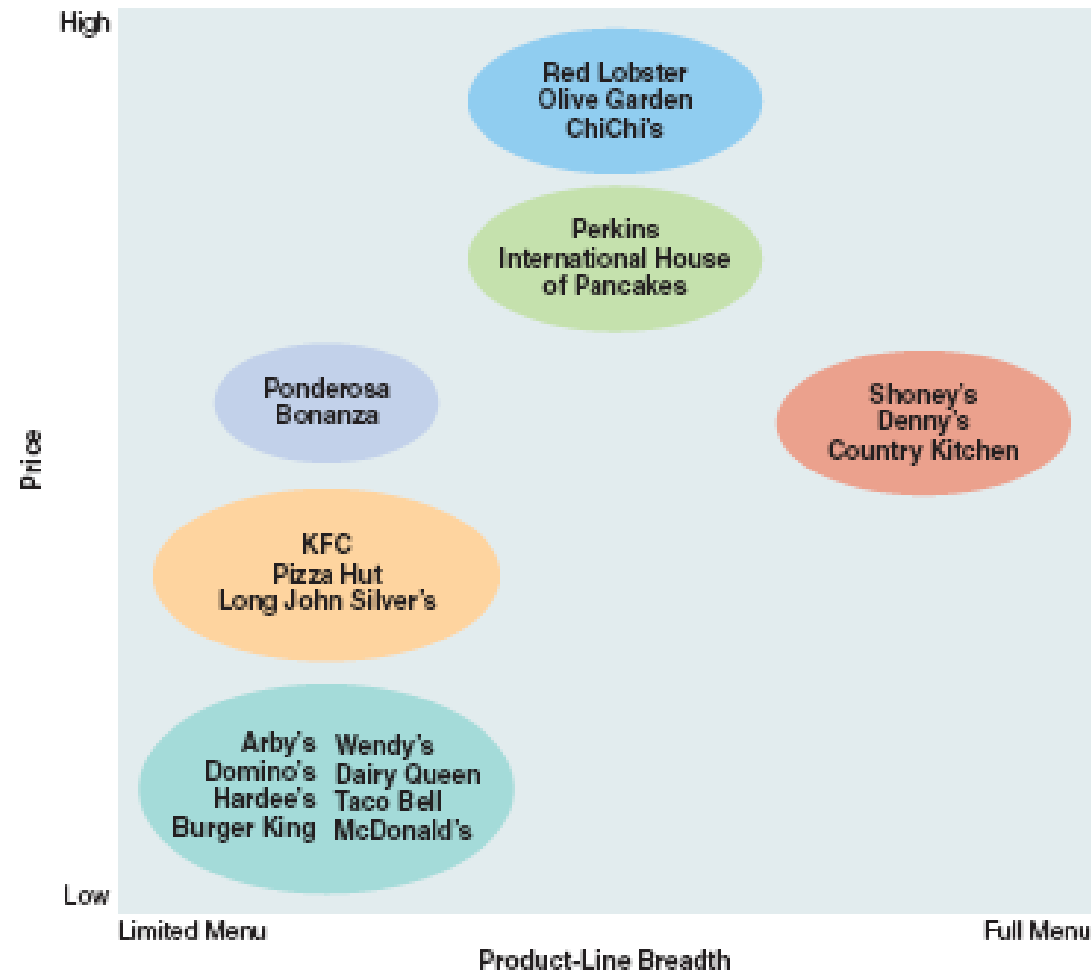 High
Red Lobster
Olive Garden
ChiChi's
Perkins
International House
of Pancakes
Ponderosa
Bonanza
Shoney's
Denny's
Country Kitchen
Price
KFC
Pizza Hut
Long John Silver's
Arby's Wendy's
Domino's Dairy Queen
Hardee's Taco Bell
Burger King McDonald's
Low
Limited Menu Full Menu
Product-Line Breadth